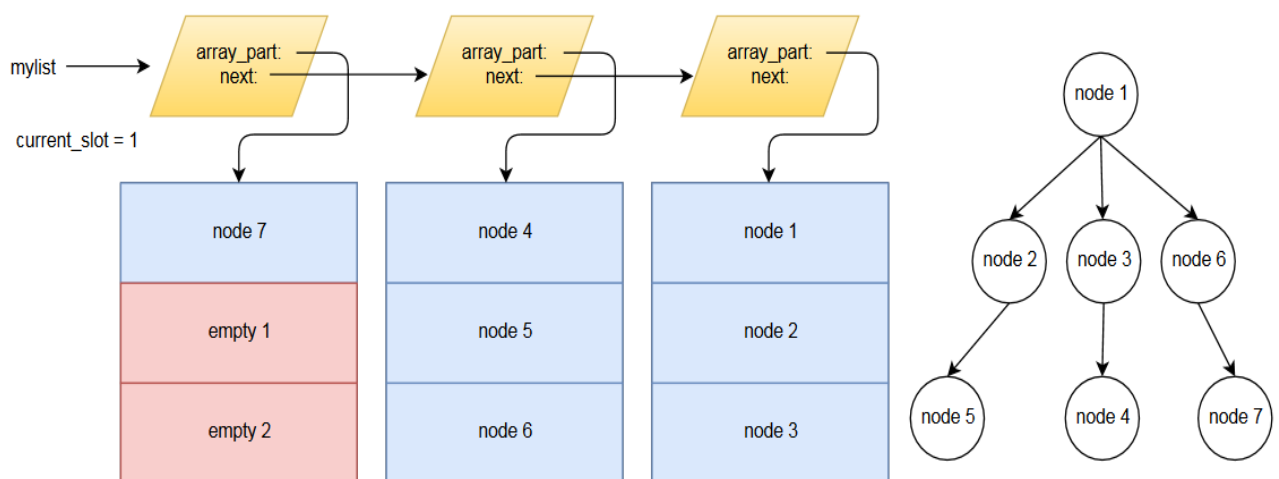 mylist
array_part:
next:
array_part:
next:
array_part:
next:
current_slot = 1
node 7
empty 1
empty 2
node 4
node 5
node 6
node 1
node 2
node 3
node 1
node 2
node 3
node 6
node 5
node 4
node 7